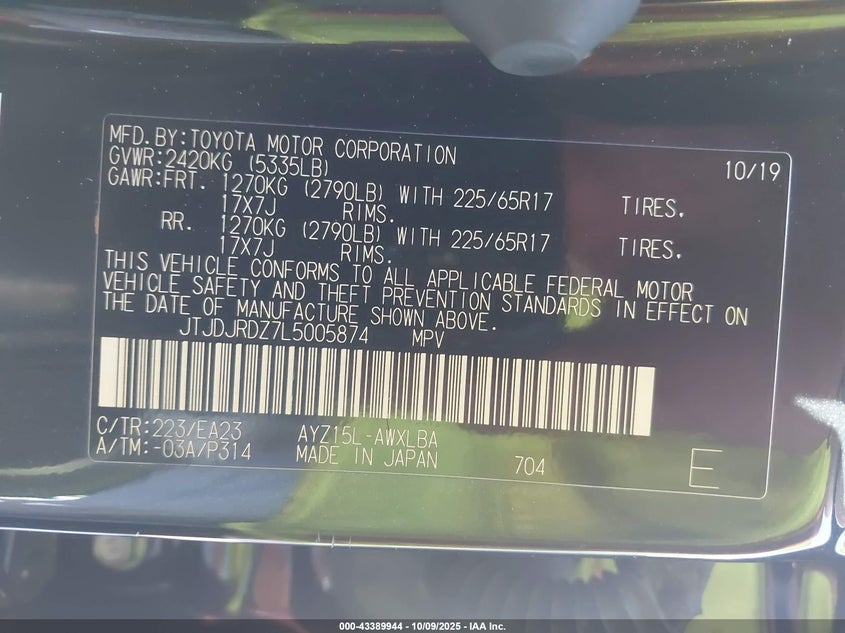 MFD.BY:TOYOTA MOTOR CORPORATION 10/19
GVWR:2420KG (5335LB)
GAWR:FRT. 1270KG (2790LB) WITH 225/65R17 TIRES.
17X7J RIMS.
RR. 1270KG (2790LB) WITH 225/65R17 TIRES.
17X7J RIMS.
THIS VEHICLE CONFORMS TO ALL APPLICABLE FEDERAL MOTOR
VEHICLE SAFETY AND THEFT PREVENTION STANDARDS IN EFFECT ON
THE DATE OF MANUFACTURE SHOWN ABOVE.
JTJDJRDZ7L5005874 MPV
C/TR:223/EA23 AYZ15L-AWXLBA
A/TM:-03A/P314 MADE IN JAPAN 704 E
000-43389944 - 10/09/2025 - IAA Inc.